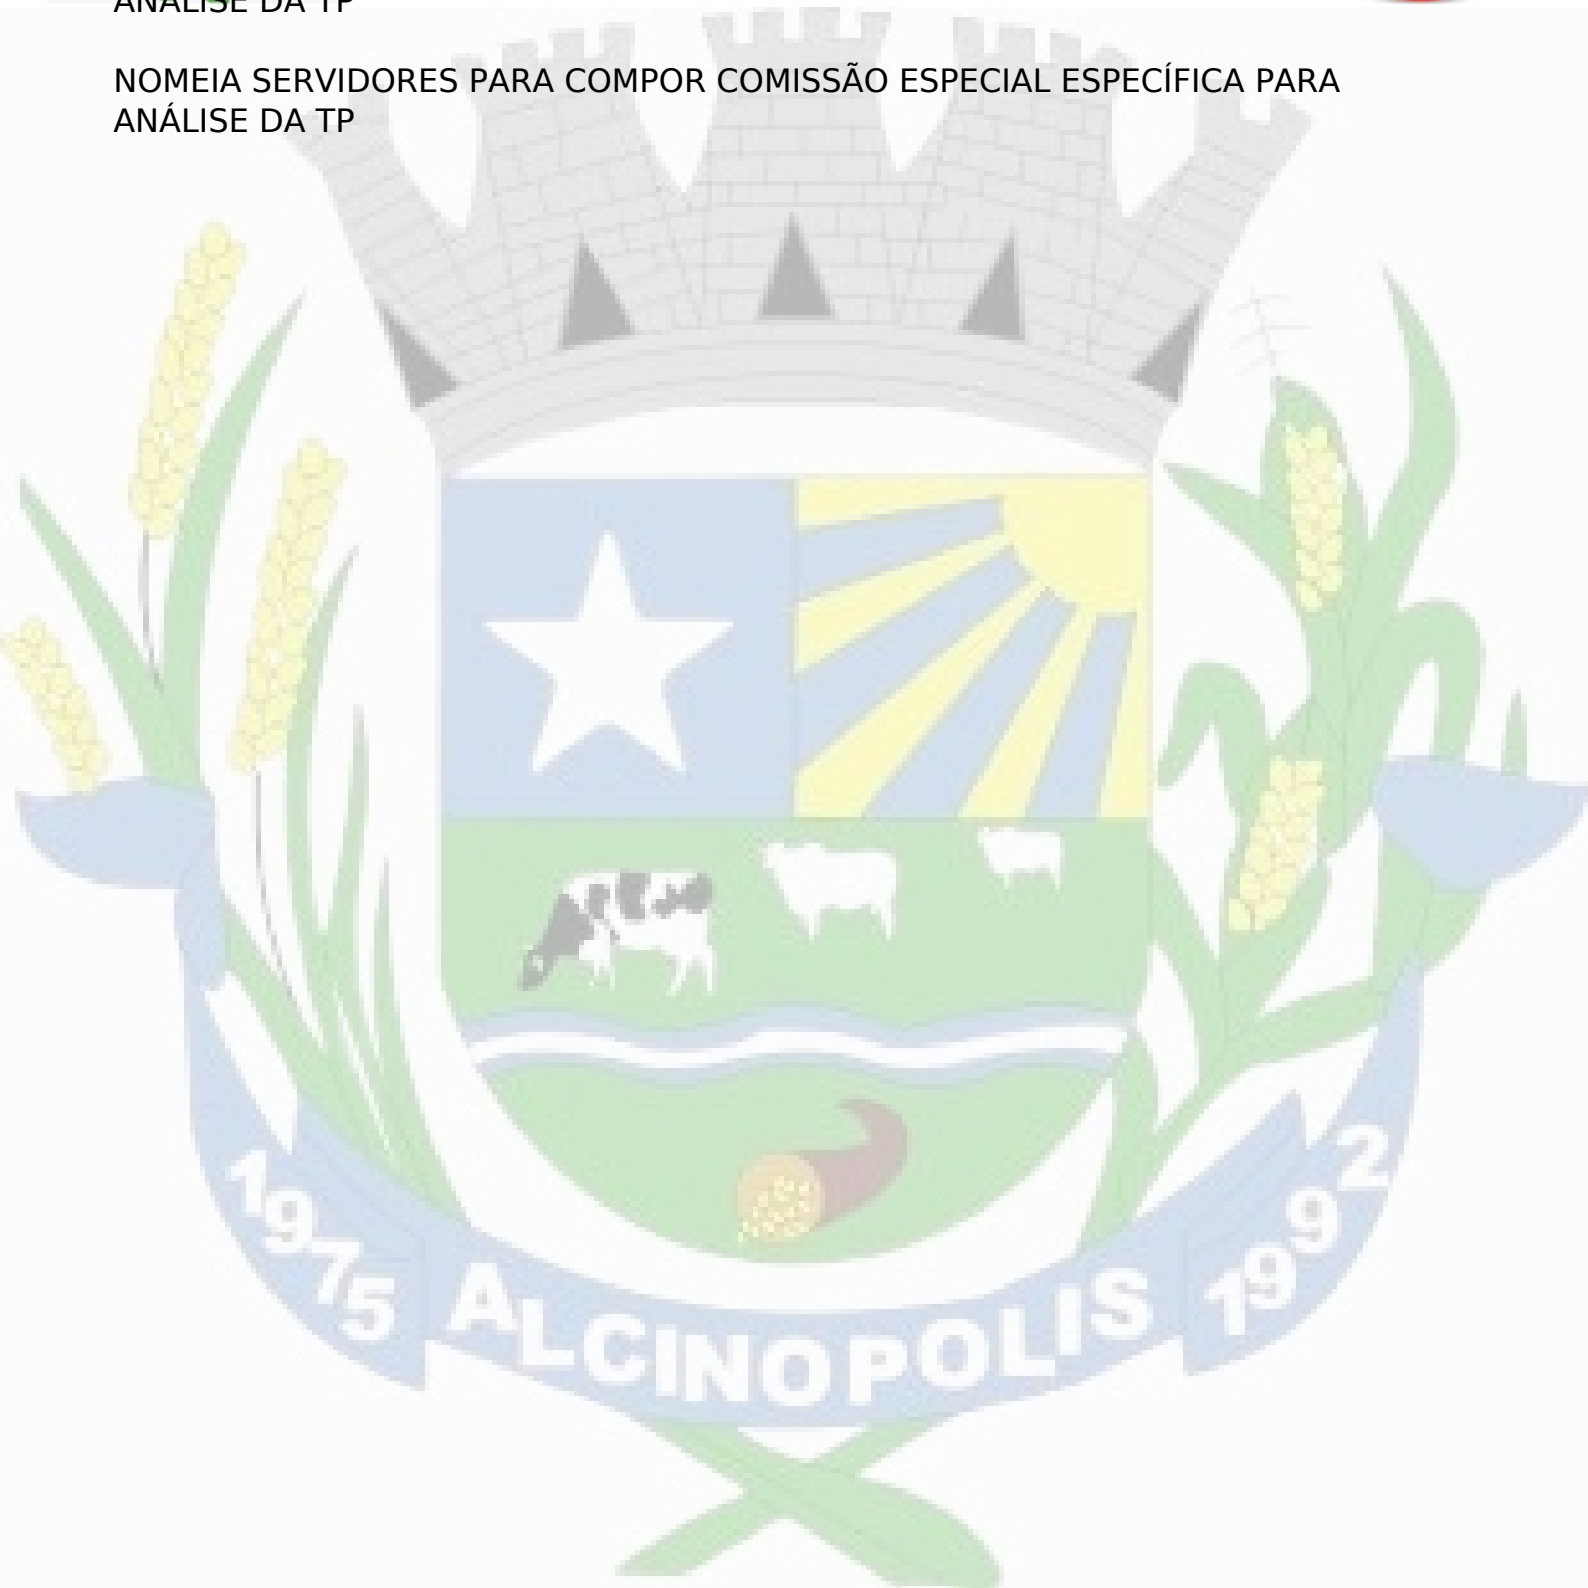 ANÁLISE DA TP
NOMEIA SERVIDORES PARA COMPOR COMISSÃO ESPECIAL ESPECÍFICA PARA
ANÁLISE DA TP
1975 ALCINOPOLIS 1992